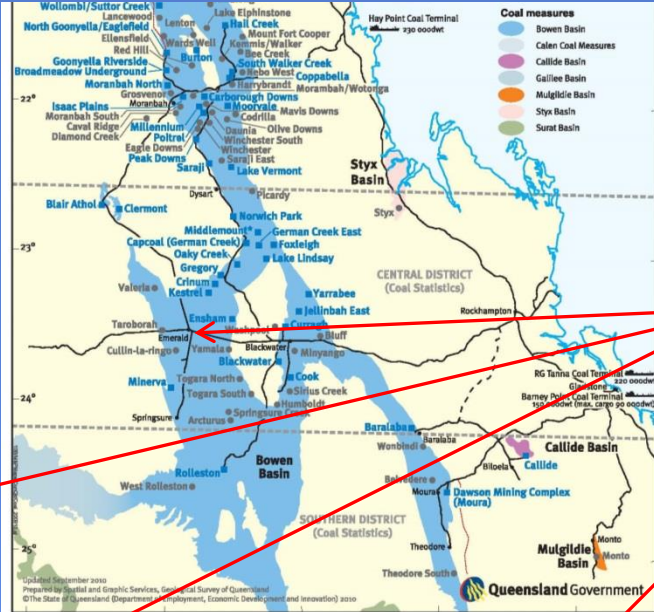 Wollombi/Suttor Creek
North Goonyella/Eaglefield
Lancewood
Ellensfield
Red Hill
Goonyella Riverside
Broadmeadow Underground
Moranbah North
Grosvenor
Moranbah
Isaac Plains
Moranbah South
Caval Ridge
Diamond Creek
Millennium
Poitrel
Eagle Downs
Peak Downs
Saraji
Lenton
Wards Well
Burton
Lake Elphinstone
Hail Creek
Mount Fort Cooper
Kemmis/Walker
Bee Creek
South Walker Creek
Nebo West
Coppabella
Harrybrandt
Morambah/Wotonga
Carborough Downs
Moorvale
Mavis Downs
Codrilla
Olive Downs
Daunia
Winchester South
Winchester
Saraji East
Lake Vermont
Dysart
Picardy
Blair Athol
Clermont
Norwich Park
Middlemount*
German Creek East
Capcoal (German Creek)
Foxleigh
Oaky Creek
Lake Lindsay
Gregory
Crinum
Kestrel
Valeria
Yarrabee
Jellinbah East
Ensham
Washpool
Curragh
Taroborah
Emerald
Bluff
Blackwater
Cullin-la-ringo
Yamala
Minyango
Blackwater
Minerva
Togara North
Cook
Togara South
Sirius Creek
Humboldt
Springsure
Springsure Creek
Arcturus
Rolleston
West Rolleston
Bowen
Basin
Hay Point Coal Terminal
230 000dwt
Coal measures
Bowen Basin
Calen Coal Measures
Callide Basin
Galilee Basin
Mulgildie Basin
Styx Basin
Surat Basin
Styx
Basin
Styx
CENTRAL DISTRICT
(Coal Statistics)
Rockhampton
RG Tanna Coal Terminal
220 000dwt
Gladstone
Barney Point Coal Terminal
150 000dwt (max. cargo 90 000dwt)
Baralaba
Baralaba
Wonbindi
Callide Basin
Biloela
Callide
Belvedere
Moura
Dawson Mining Complex
(Moura)
SOUTHERN DISTRICT
(Coal Statistics)
Theodore
Theodore South
Mulgildie
Basin
Monto
Monto
22°
23°
24°
25°
Updated September 2010
Prepared by Spatial and Graphic Services, Geological Survey of Queensland
©The State of Queensland (Department of Employment, Economic Development and Innovation) 2010
Queensland Government